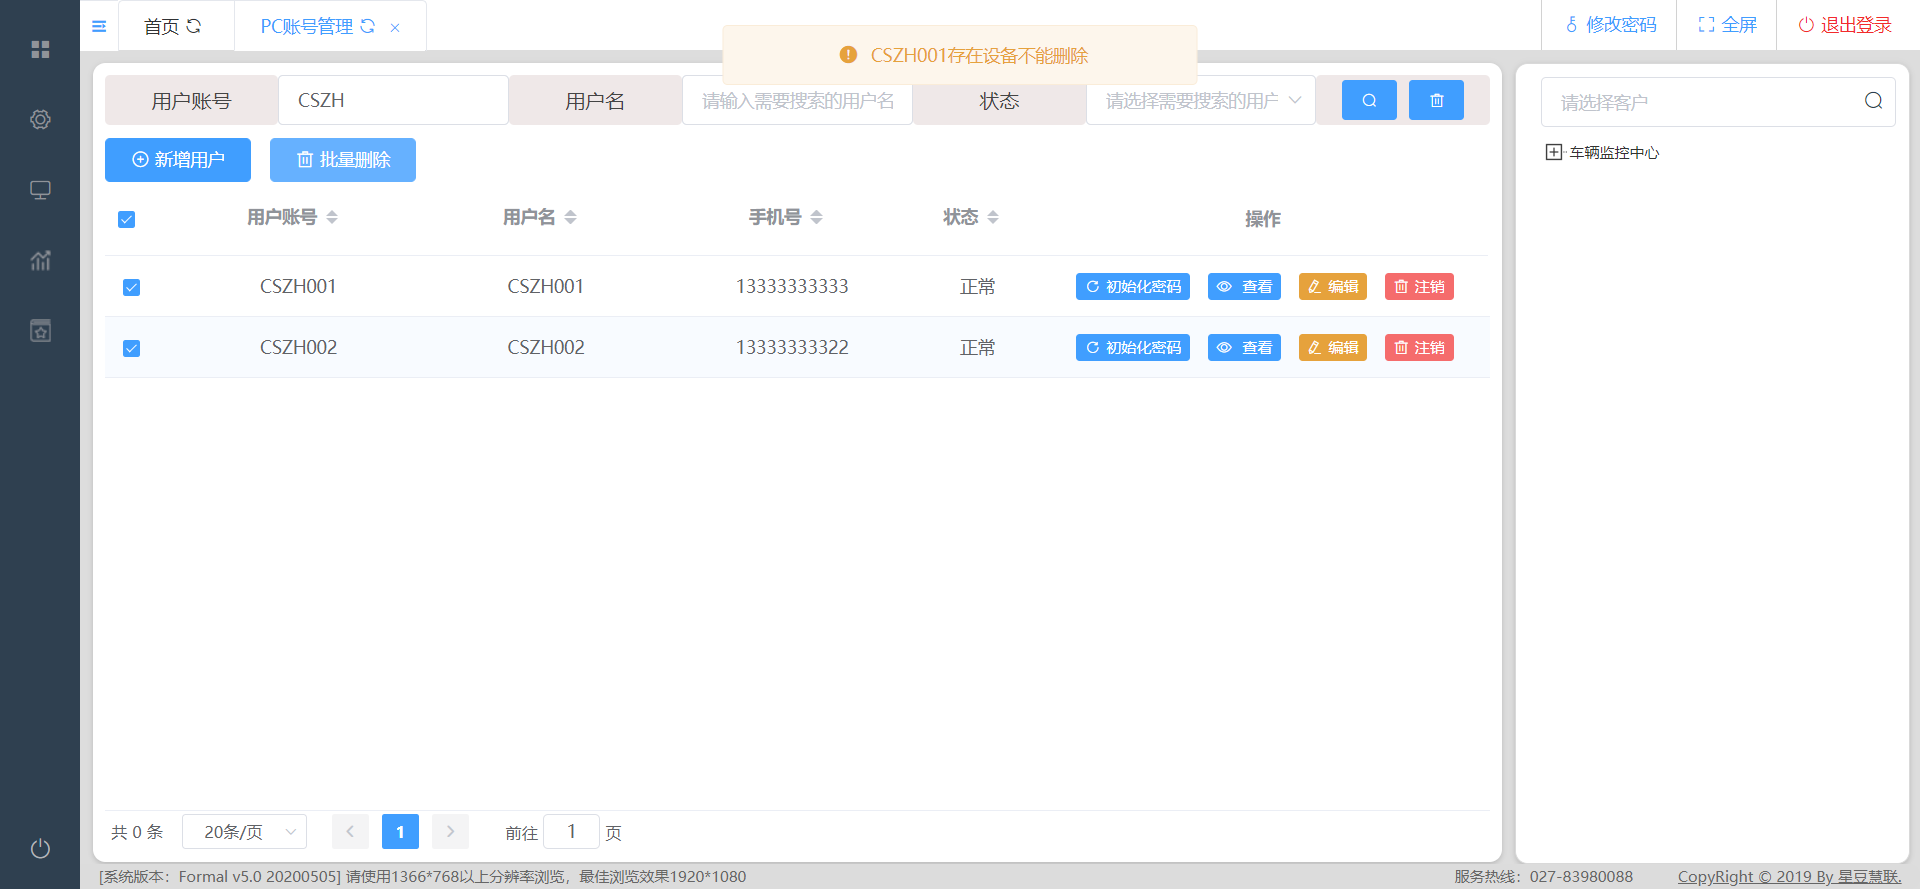 首页
PC账号管理
修改密码
全屏
退出登录
CSZH001存在设备不能删除
用户账号
CSZH
用户名
请输入需要搜索的用户名
状态
请选择需要搜索的用户
请选择客户
新增用户
批量删除
车辆监控中心
用户账号
用户名
手机号
状态
操作
CSZH001
CSZH001
13333333333
正常
初始化密码
查看
编辑
注销
CSZH002
CSZH002
13333333322
正常
初始化密码
查看
编辑
注销
共 0 条
20条/页
1
前往
1
页
[系统版本：Formal v5.0 20200505] 请使用1366*768以上分辨率浏览，最佳浏览效果1920*1080
服务热线：027-83980088
CopyRight © 2019 By 星豆慧联.